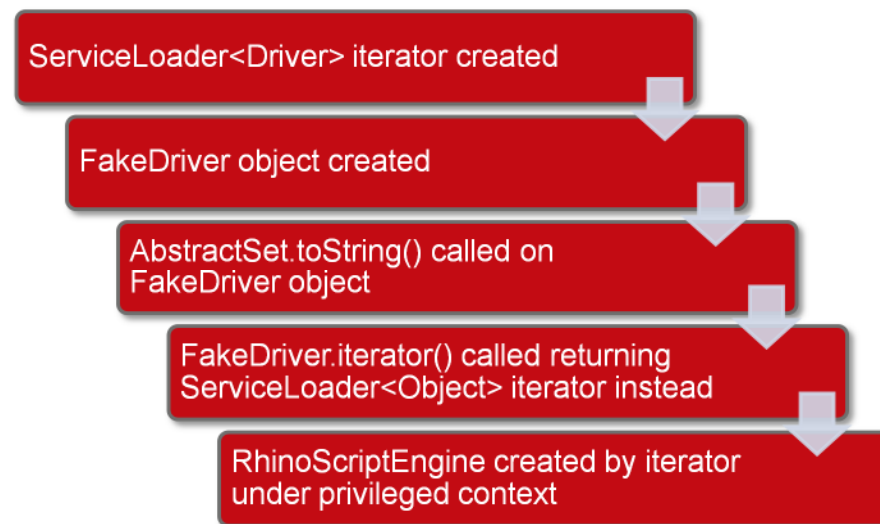 ServiceLoader<Driver> iterator created
FakeDriver object created
AbstractSet.toString() called on
FakeDriver object
FakeDriver.iterator() called returning
ServiceLoader<Object> iterator instead
RhinoScriptEngine created by iterator
under privileged context